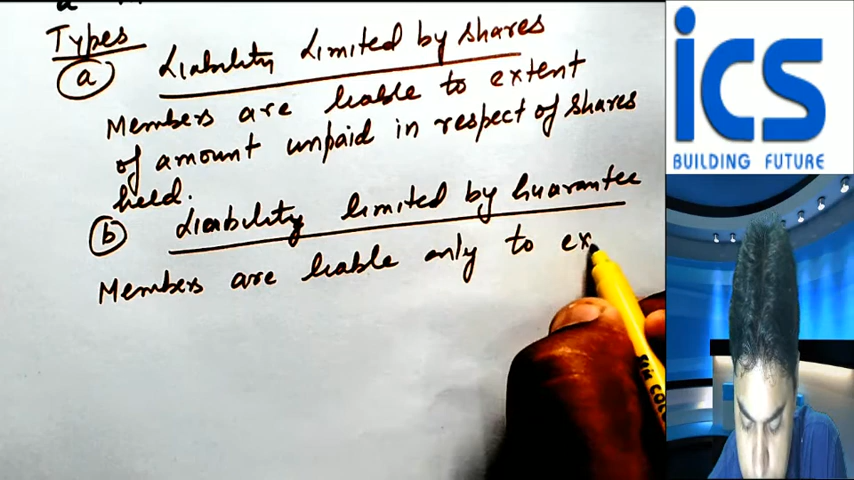 Types
(a) Liability Limited by shares
Members are liable to extent
of amount unpaid in respect of shares
held.
(b) Liability limited by Guarantee
Members are liable only to ex
iCS
BUILDING FUTURE